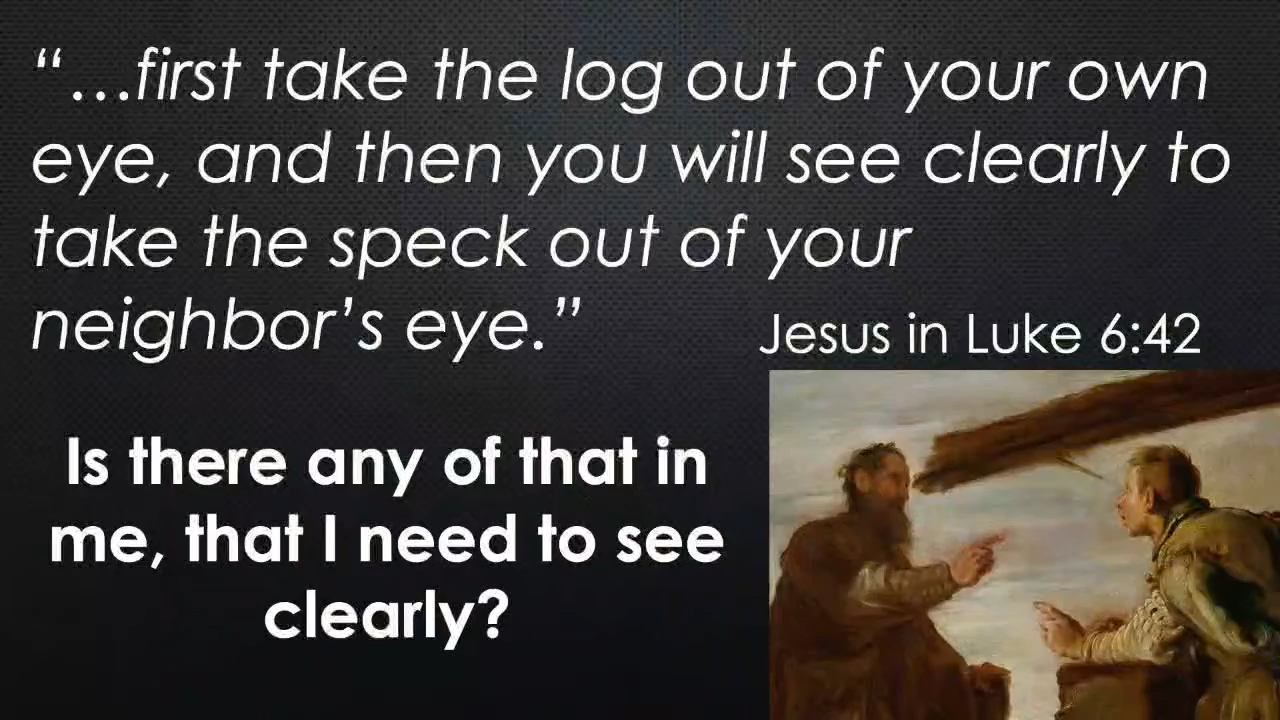 “…first take the log out of your own
eye, and then you will see clearly to
take the speck out of your
neighbor’s eye.”
Jesus in Luke 6:42
Is there any of that in
me, that I need to see
clearly?